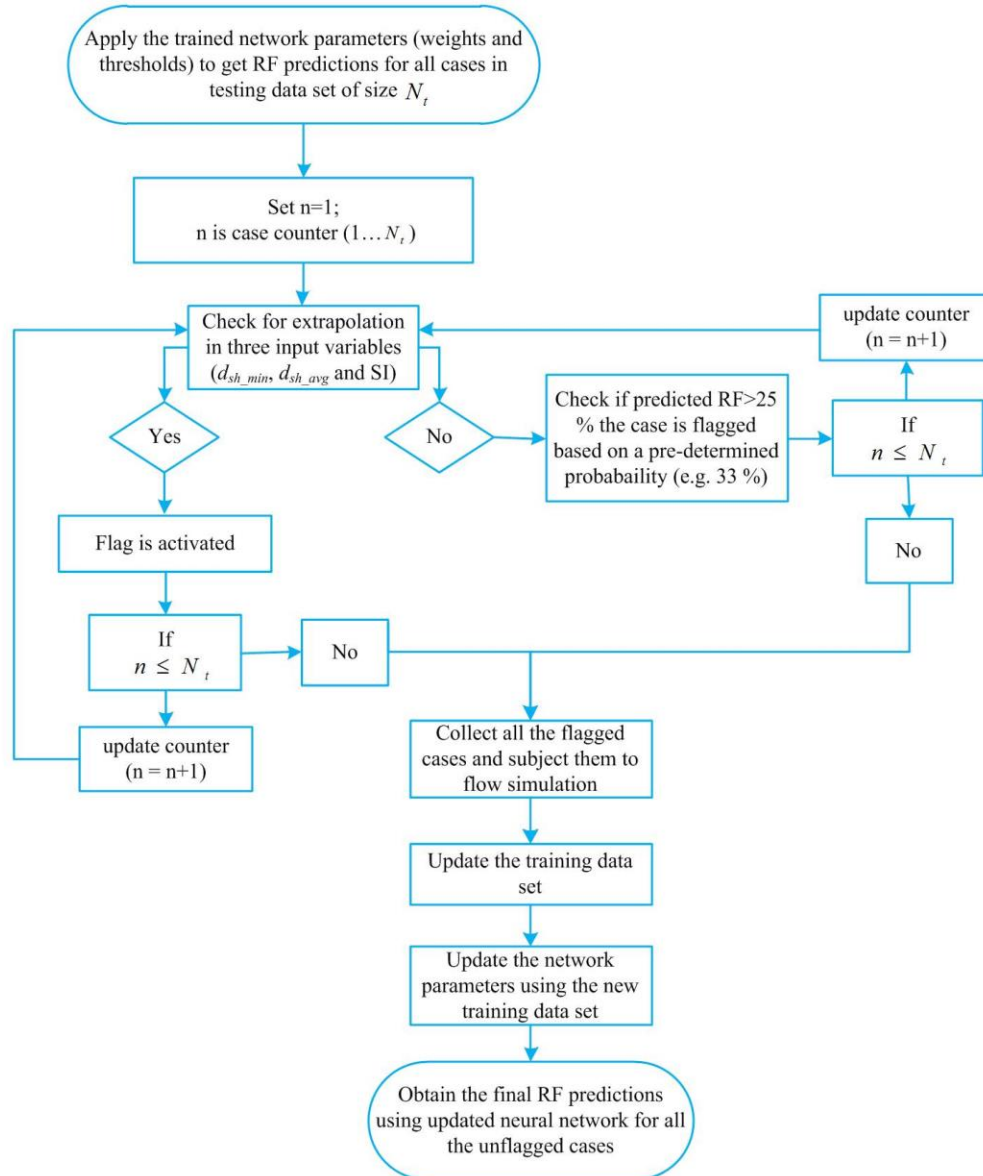 Apply the trained network parameters (weights and
thresholds) to get RF predictions for all cases in
testing data set of size N_t
Set n=1;
n is case counter (1…N_t)
Check for extrapolation
in three input variables
(d_sh_min, d_sh_avg and SI)
update counter
(n = n+1)
Yes
No
Check if predicted RF>25
% the case is flagged
based on a pre-determined
probabaility (e.g. 33 %)
If
n ≤ N_t
Flag is activated
No
If
n ≤ N_t
No
update counter
(n = n+1)
Collect all the flagged
cases and subject them to
flow simulation
Update the training data
set
Update the network
parameters using the new
training data set
Obtain the final RF predictions
using updated neural network for all
the unflagged cases